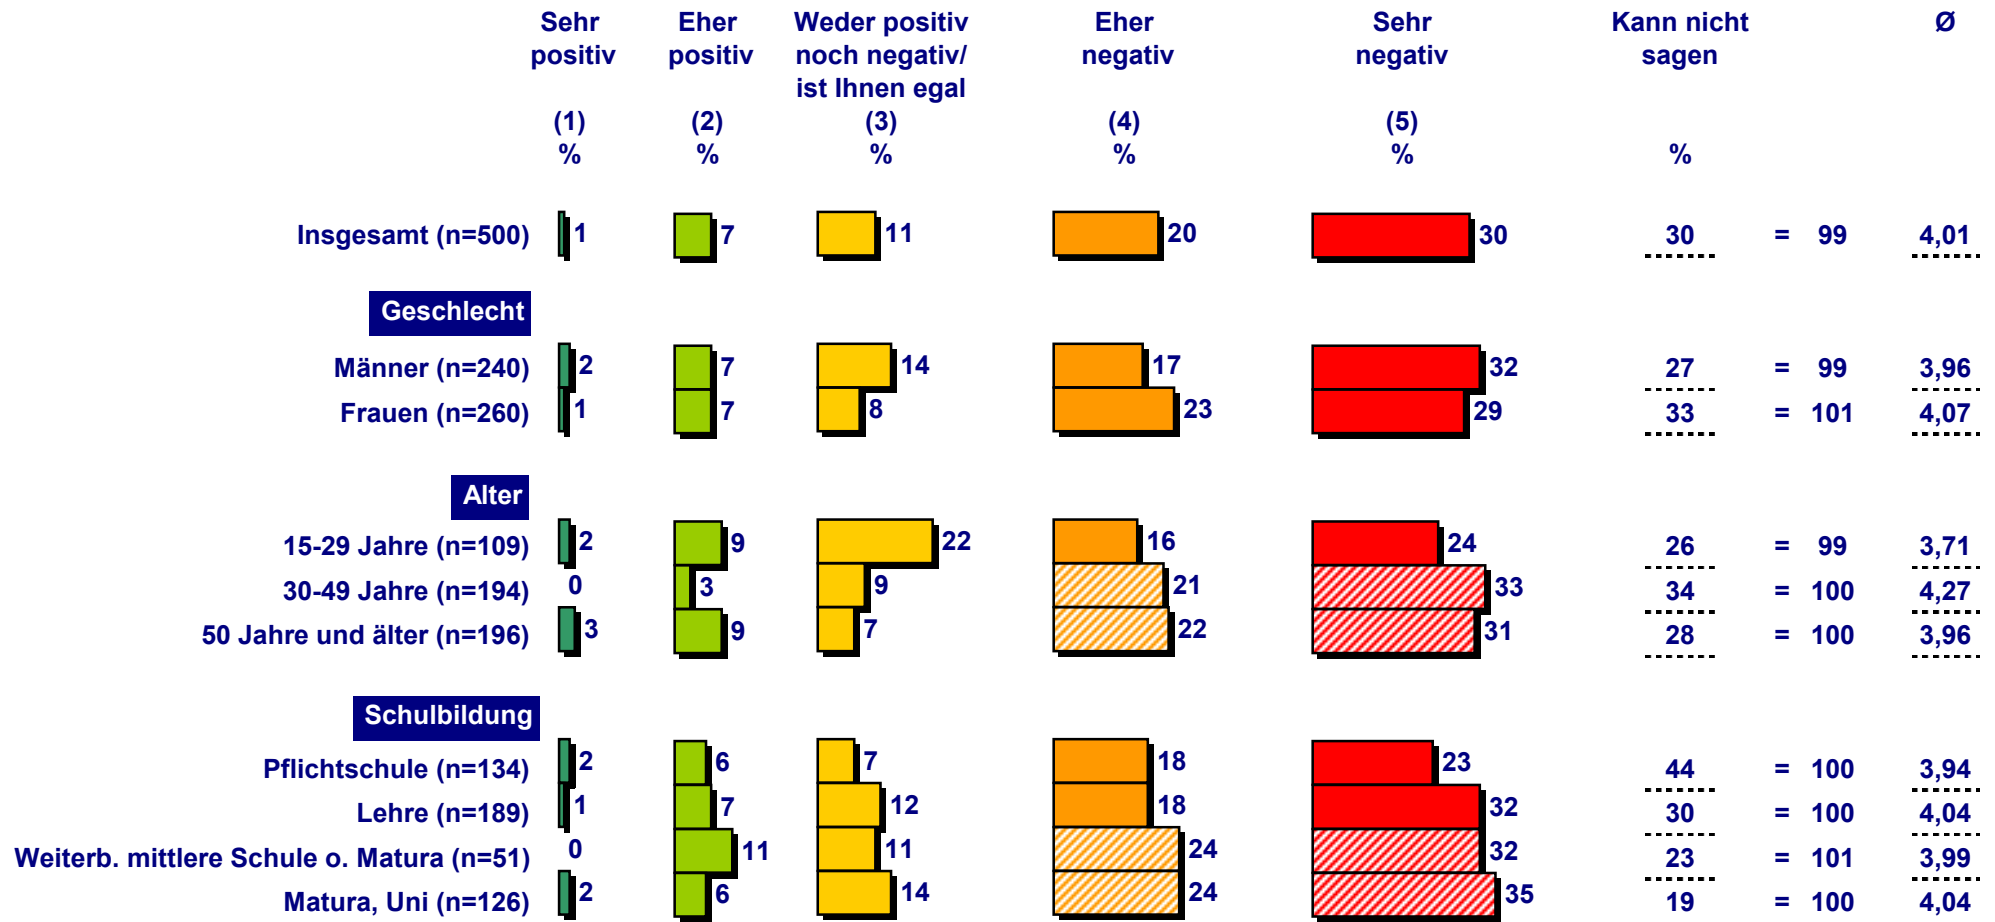 Sehr Eher Weder positiv Eher Sehr Kann nicht Ø
positiv positiv noch negativ/ negativ negativ sagen
ist Ihnen egal
(1) (2) (3) (4) (5)
% % % % % %
Insgesamt (n=500) 1 7 11 20 30 30 = 99 4,01
Geschlecht
Männer (n=240) 2 7 14 17 32 27 = 99 3,96
Frauen (n=260) 1 7 8 23 29 33 = 101 4,07
Alter
15-29 Jahre (n=109) 2 9 22 16 24 26 = 99 3,71
30-49 Jahre (n=194) 0 3 9 21 33 34 = 100 4,27
50 Jahre und älter (n=196) 3 9 7 22 31 28 = 100 3,96
Schulbildung
Pflichtschule (n=134) 2 6 7 18 23 44 = 100 3,94
Lehre (n=189) 1 7 12 18 32 30 = 100 4,04
Weiterb. mittlere Schule o. Matura (n=51) 0 11 11 24 32 23 = 101 3,99
Matura, Uni (n=126) 2 6 14 24 35 19 = 100 4,04